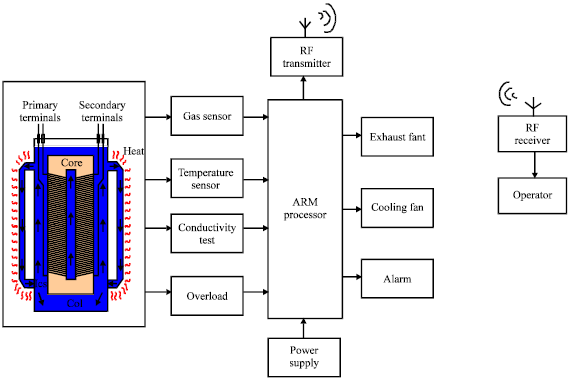 RF
transmitter
Primary
terminals
Secondary
terminals
Heat
Core
Gas sensor
Temperature
sensor
Conductivity
test
Overload
ARM
processor
Power
supply
Exhaust fant
Cooling fan
Alarm
RF
receiver
Operator